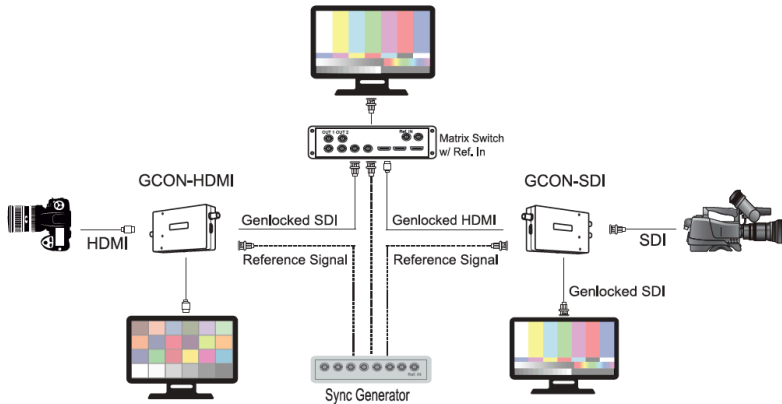 OUT 1 OUT 2
Ref. IN
Matrix Switch
w/ Ref. In
GCON-HDMI
GCON-SDI
Genlocked SDI
Genlocked HDMI
HDMI
SDI
Reference Signal
Reference Signal
Genlocked SDI
Ref. IN
Sync Generator